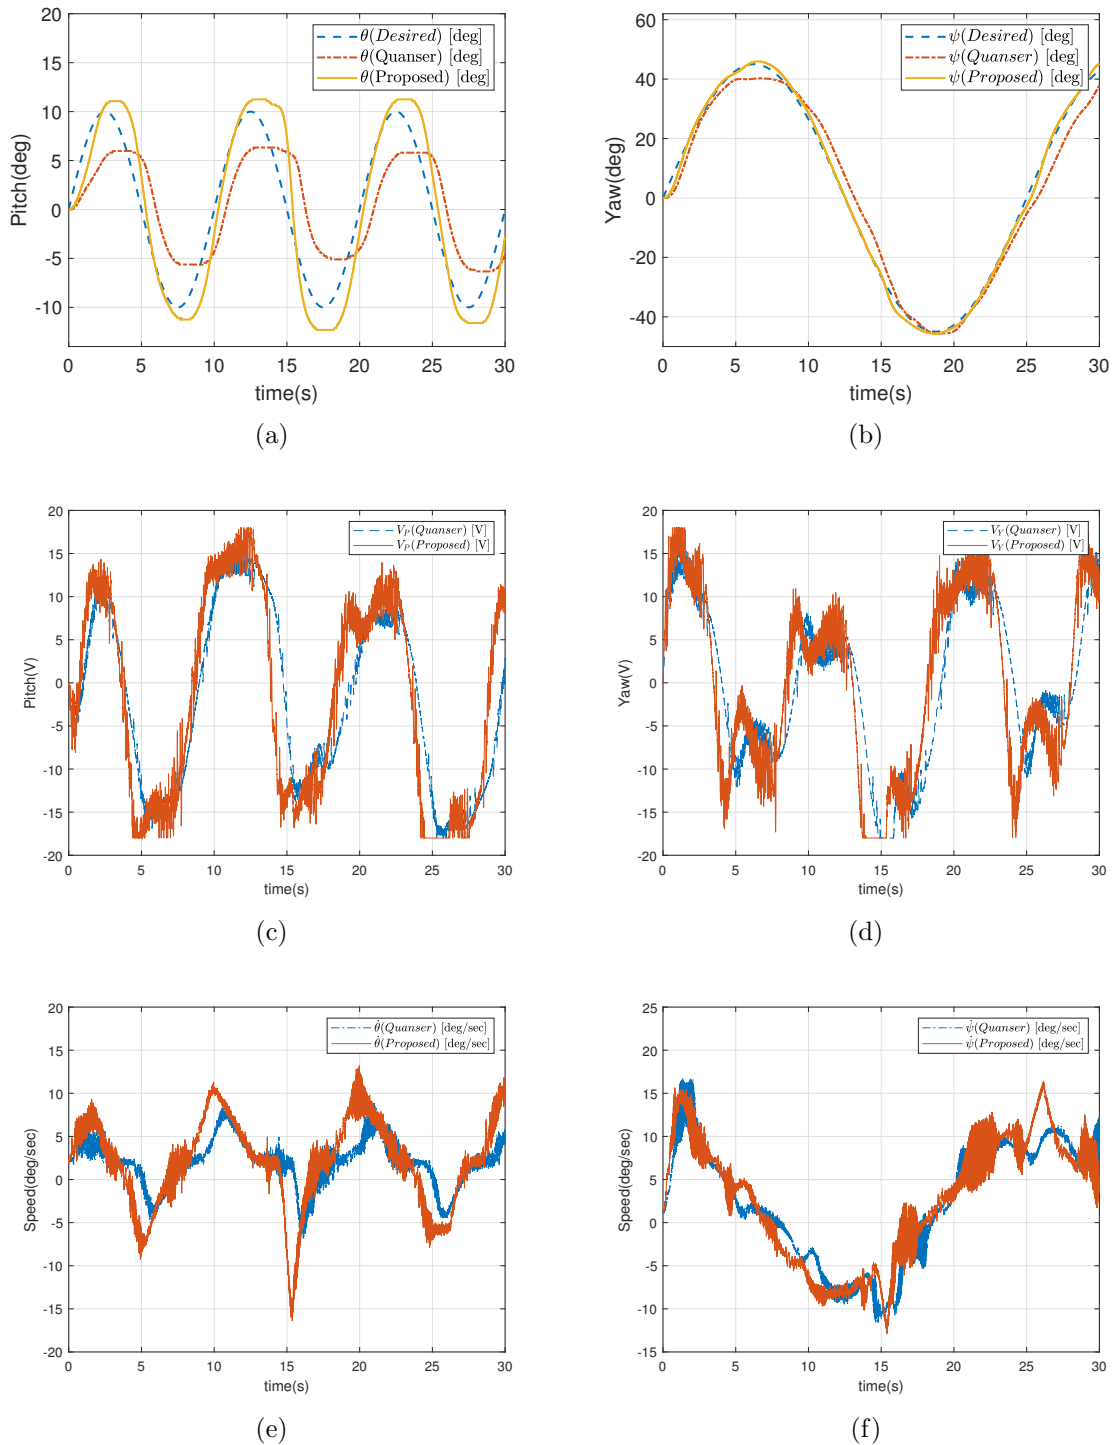 20
15
10
5
0
-5
-10
Pitch(deg)
θ(Desired) [deg]
θ(Quanser) [deg]
θ(Proposed) [deg]
0 5 10 15 20 25 30
time(s)
(a)
60
40
20
0
-20
-40
Yaw(deg)
ψ(Desired) [deg]
ψ(Quanser) [deg]
ψ(Proposed) [deg]
0 5 10 15 20 25 30
time(s)
(b)
20
15
10
5
0
-5
-10
-15
-20
Pitch(V)
V_P(Quanser) [V]
V_P(Proposed) [V]
0 5 10 15 20 25 30
time(s)
(c)
20
15
10
5
0
-5
-10
-15
-20
Yaw(V)
V_Y(Quanser) [V]
V_Y(Proposed) [V]
0 5 10 15 20 25 30
time(s)
(d)
20
15
10
5
0
-5
-10
-15
-20
Speed(deg/sec)
θ̇(Quanser) [deg/sec]
θ̇(Proposed) [deg/sec]
0 5 10 15 20 25 30
time(s)
(e)
25
20
15
10
5
0
-5
-10
-15
Speed(deg/sec)
ψ̇(Quanser) [deg/sec]
ψ̇(Proposed) [deg/sec]
0 5 10 15 20 25 30
time(s)
(f)